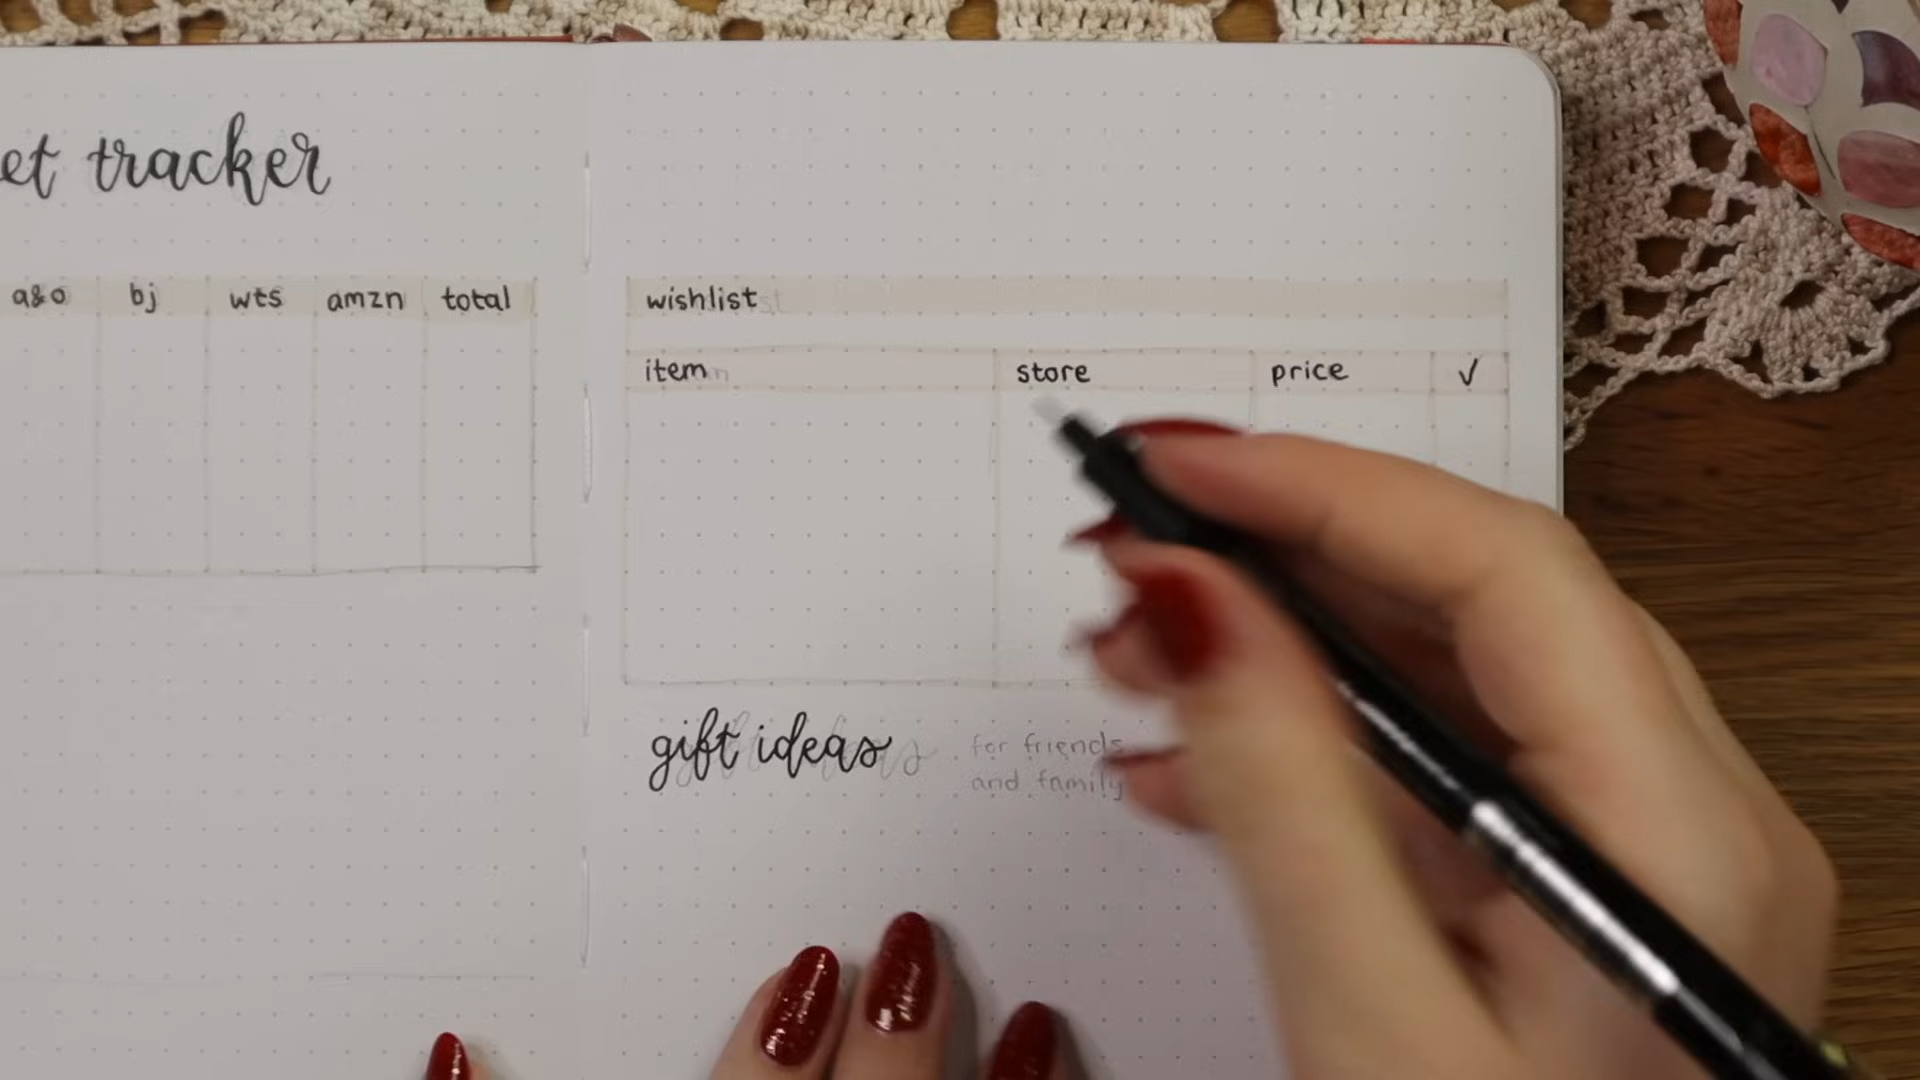 et tracker
a&o bj wts amzn total
wishlist
item store price ✓
gift ideas
for friends
and family